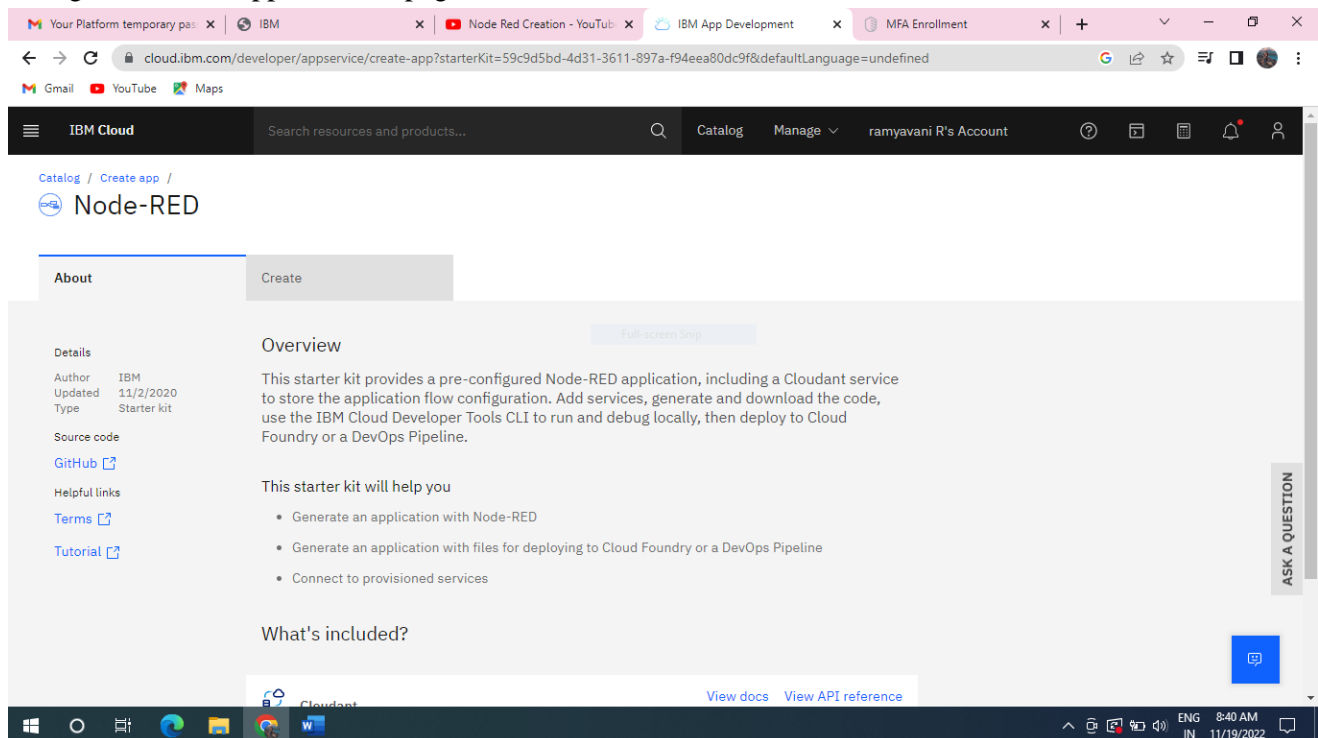 Your Platform temporary pas
IBM
Node Red Creation - YouTub
IBM App Development
MFA Enrollment
cloud.ibm.com/developer/appservice/create-app?starterKit=59c9d5bd-4d31-3611-897a-f94eea80dc9f&defaultLanguage=undefined
Gmail YouTube Maps
IBM Cloud
Search resources and products...
Catalog Manage ramyavani R's Account
Catalog / Create app /
Node-RED
About Create
Full-screen Snip
Details
Author IBM
Updated 11/2/2020
Type Starter kit
Source code
GitHub
Helpful links
Terms
Tutorial
Overview
This starter kit provides a pre-configured Node-RED application, including a Cloudant service
to store the application flow configuration. Add services, generate and download the code,
use the IBM Cloud Developer Tools CLI to run and debug locally, then deploy to Cloud
Foundry or a DevOps Pipeline.
This starter kit will help you
• Generate an application with Node-RED
• Generate an application with files for deploying to Cloud Foundry or a DevOps Pipeline
• Connect to provisioned services
What's included?
Cloudant
View docs View API reference
ASK A QUESTION
ENG
IN
8:40 AM
11/19/2022